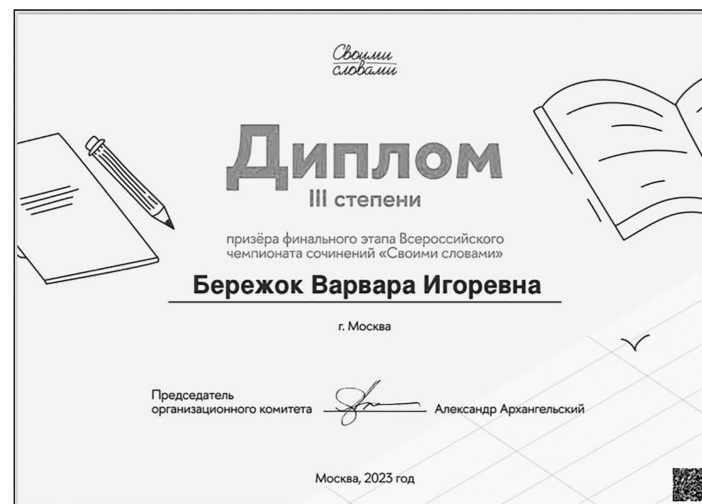 Своими
словами
Диплом
III степени
призёра финального этапа Всероссийского
чемпионата сочинений «Своими словами»
Бережок Варвара Игоревна
г. Москва
Председатель
организационного комитета
Александр Архангельский
Москва, 2023 год